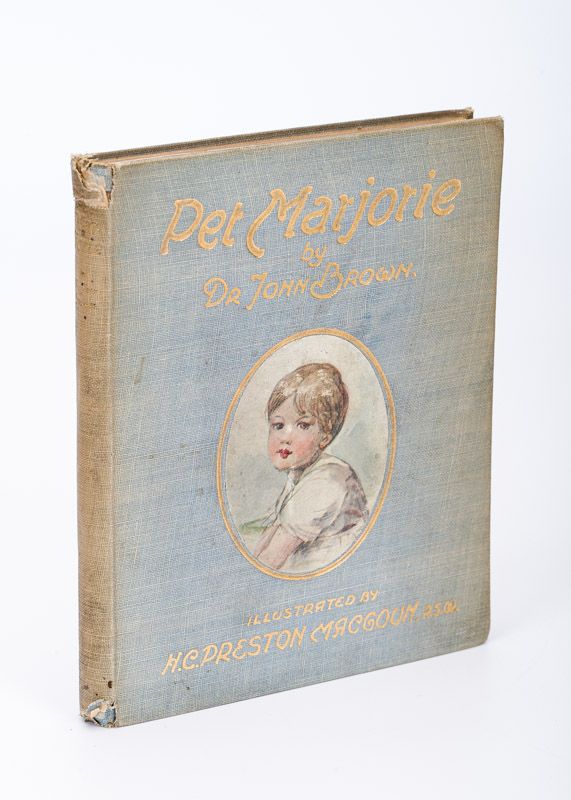 Pet Marjorie
by
Dr JOHN BROWN.
ILLUSTRATED BY
H.C. PRESTON MACGOUN. R.S.W.